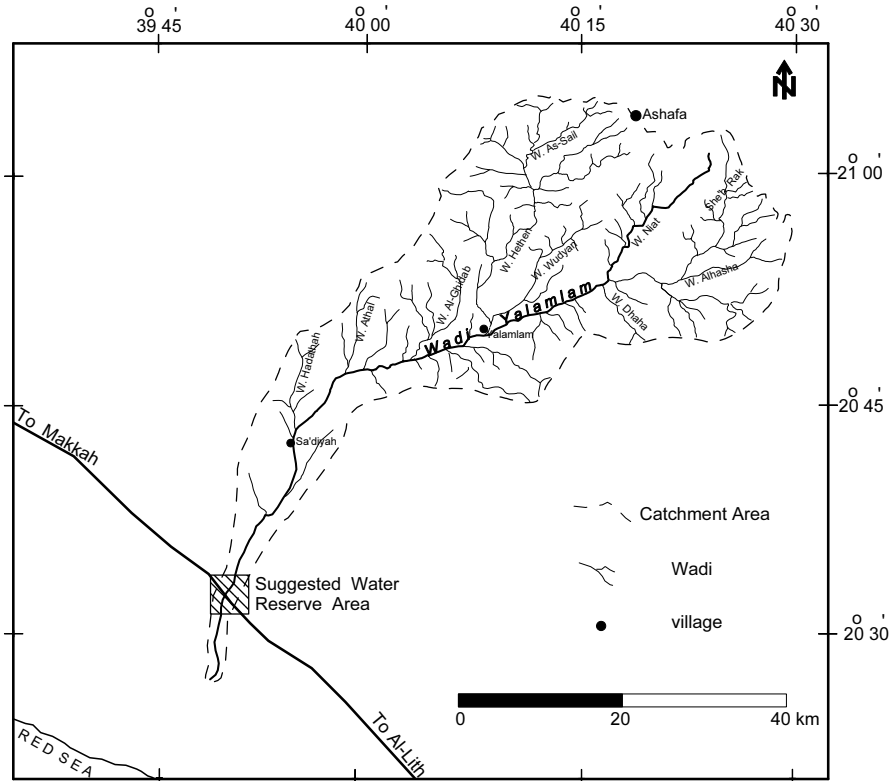 39 45
40 00
40 15
40 30
N
Ashafa
W. As-Sail
21 00
She'b Rak
W. Hethen
W. Wudyan
W. Niat
W. Al-Ghidab
W. Alhasha
W. Athal
W. Dhaha
Wadi Yalamlam
Yalamlam
W. Hadathah
20 45
To Makkah
Sa'diyah
Catchment Area
Wadi
Suggested Water
Reserve Area
village
20 30
0 20 40 km
To Al-Lith
RED SEA